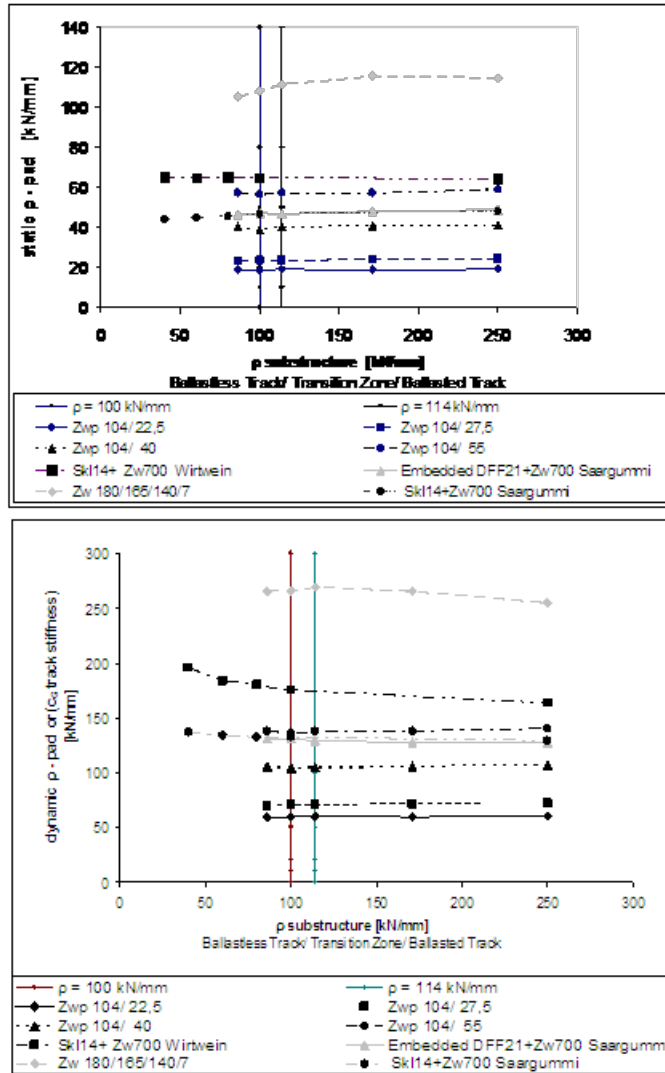 static ρ - pad [kN/mm]
140
120
100
80
60
40
20
0
0 50 100 150 200 250 300
ρ substructure [kN/mm]
Ballastless Track/ Transition Zone/ Ballasted Track
ρ = 100 kN/mm ρ = 114 kN/mm
Zwp 104/ 22,5 Zwp 104/ 27,5
Zwp 104/ 40 Zwp 104/ 55
Skl14+ Zw700 Wirtwein Embedded DFF21+Zw700 Saargummi
Zw 180/165/140/7 Skl14+Zw700 Saargummi
dynamic ρ - pad or (cd track stiffness)
[kN/mm]
300
250
200
150
100
50
0
0 50 100 150 200 250 300
ρ substructure [kN/mm]
Ballastless Track/ Transition Zone/ Ballasted Track
ρ = 100 kN/mm ρ = 114 kN/mm
Zwp 104/ 22,5 Zwp 104/ 27,5
Zwp 104/ 40 Zwp 104/ 55
Skl14+ Zw700 Wirtwein Embedded DFF21+Zw700 Saargumm
Zw 180/165/140/7 Skl14+Zw700 Saargummi